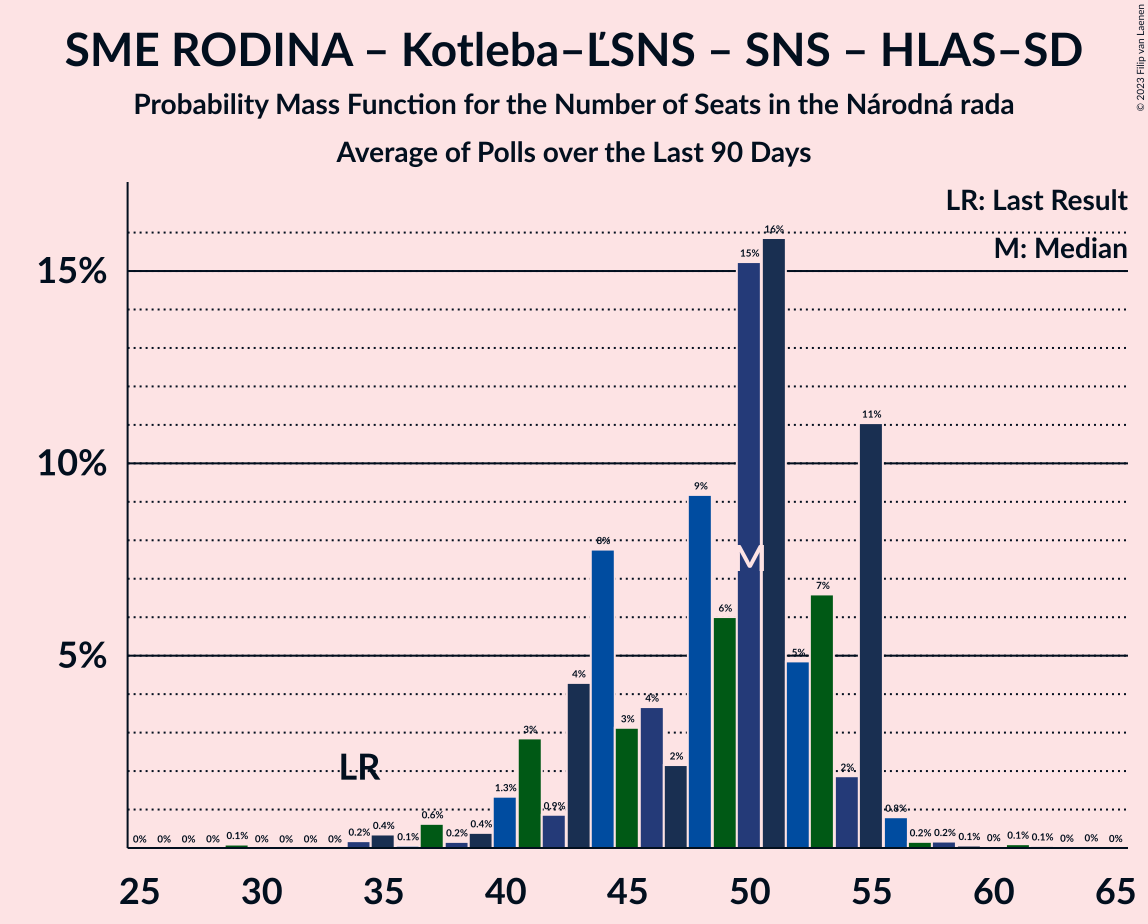 SME RODINA – Kotleba–ĽSNS – SNS – HLAS–SD
Probability Mass Function for the Number of Seats in the Národná rada
Average of Polls over the Last 90 Days
© 2023 Filip van Laenen
LR: Last Result
M: Median
15%
10%
5%
0% 0% 0% 0% 0.1% 0% 0% 0% 0% 0.2% 0.4% 0.1% 0.6% 0.2% 0.4% 1.3% 3% 0.9% 4% 8% 3% 4% 2% 9% 6% 15% 16% 5% 7% 2% 11% 0.8% 0.2% 0.2% 0.1% 0% 0.1% 0.1% 0% 0% 0%
LR
M
25 30 35 40 45 50 55 60 65